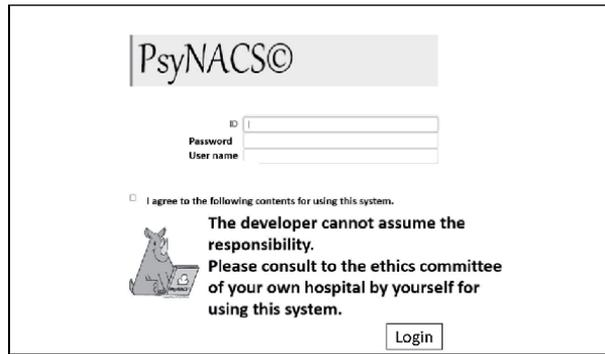 PsyNACS©
ID
Password
User name
I agree to the following contents for using this system.
The developer cannot assume the
responsibility.
Please consult to the ethics committee
of your own hospital by yourself for
using this system.
PsyNACS
Login